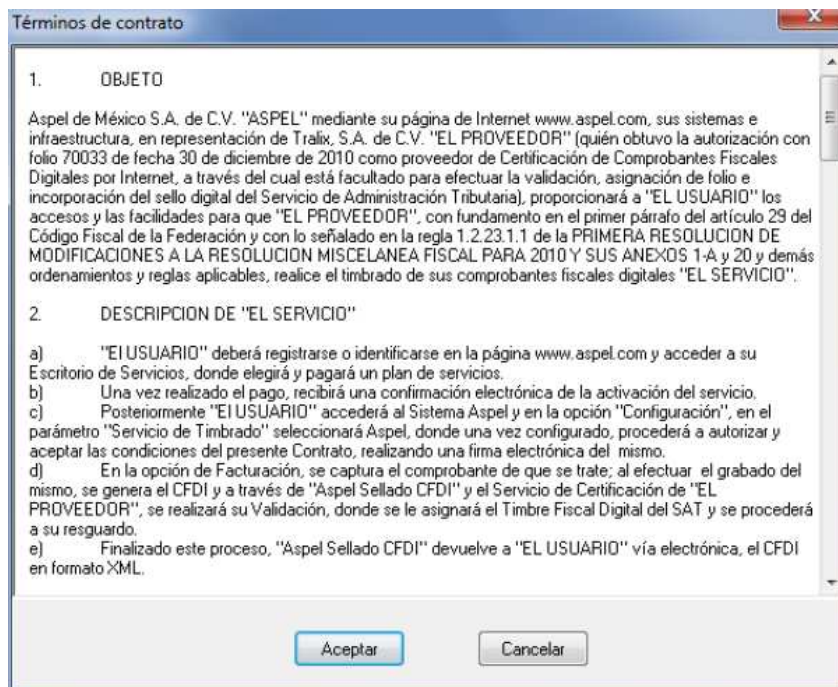 Términos de contrato
1. OBJETO
Aspel de México S.A. de C.V. "ASPEL" mediante su página de Internet www.aspel.com, sus sistemas e
infraestructura, en representación de Tralix, S.A. de C.V. "EL PROVEEDOR" (quién obtuvo la autorización con
folio 70033 de fecha 30 de diciembre de 2010 como proveedor de Certificación de Comprobantes Fiscales
Digitales por Internet, a través del cual está facultado para efectuar la validación, asignación de folio e
incorporación del sello digital del Servicio de Administración Tributaria), proporcionará a "EL USUARIO" los
accesos y las facilidades para que "EL PROVEEDOR", con fundamento en el primer párrafo del artículo 29 del
Código Fiscal de la Federación y con lo señalado en la regla 1.2.23.1.1 de la PRIMERA RESOLUCION DE
MODIFICACIONES A LA RESOLUCION MISCELANEA FISCAL PARA 2010 Y SUS ANEXOS 1-A y 20 y demás
ordenamientos y reglas aplicables, realice el timbrado de sus comprobantes fiscales digitales "EL SERVICIO".
2. DESCRIPCION DE "EL SERVICIO"
a) "El USUARIO" deberá registrarse o identificarse en la página www.aspel.com y acceder a su
Escritorio de Servicios, donde elegirá y pagará un plan de servicios.
b) Una vez realizado el pago, recibirá una confirmación electrónica de la activación del servicio.
c) Posteriormente "El USUARIO" accederá al Sistema Aspel y en la opción "Configuración", en el
parámetro "Servicio de Timbrado" seleccionará Aspel, donde una vez configurado, procederá a autorizar y
aceptar las condiciones del presente Contrato, realizando una firma electrónica del mismo.
d) En la opción de Facturación, se captura el comprobante de que se trate; al efectuar el grabado del
mismo, se genera el CFDI y a través de "Aspel Sellado CFDI" y el Servicio de Certificación de "EL
PROVEEDOR", se realizará su Validación, donde se le asignará el Timbre Fiscal Digital del SAT y se procederá
a su resguardo.
e) Finalizado este proceso, "Aspel Sellado CFDI" devuelve a "EL USUARIO" vía electrónica, el CFDI
en formato XML.
Aceptar Cancelar